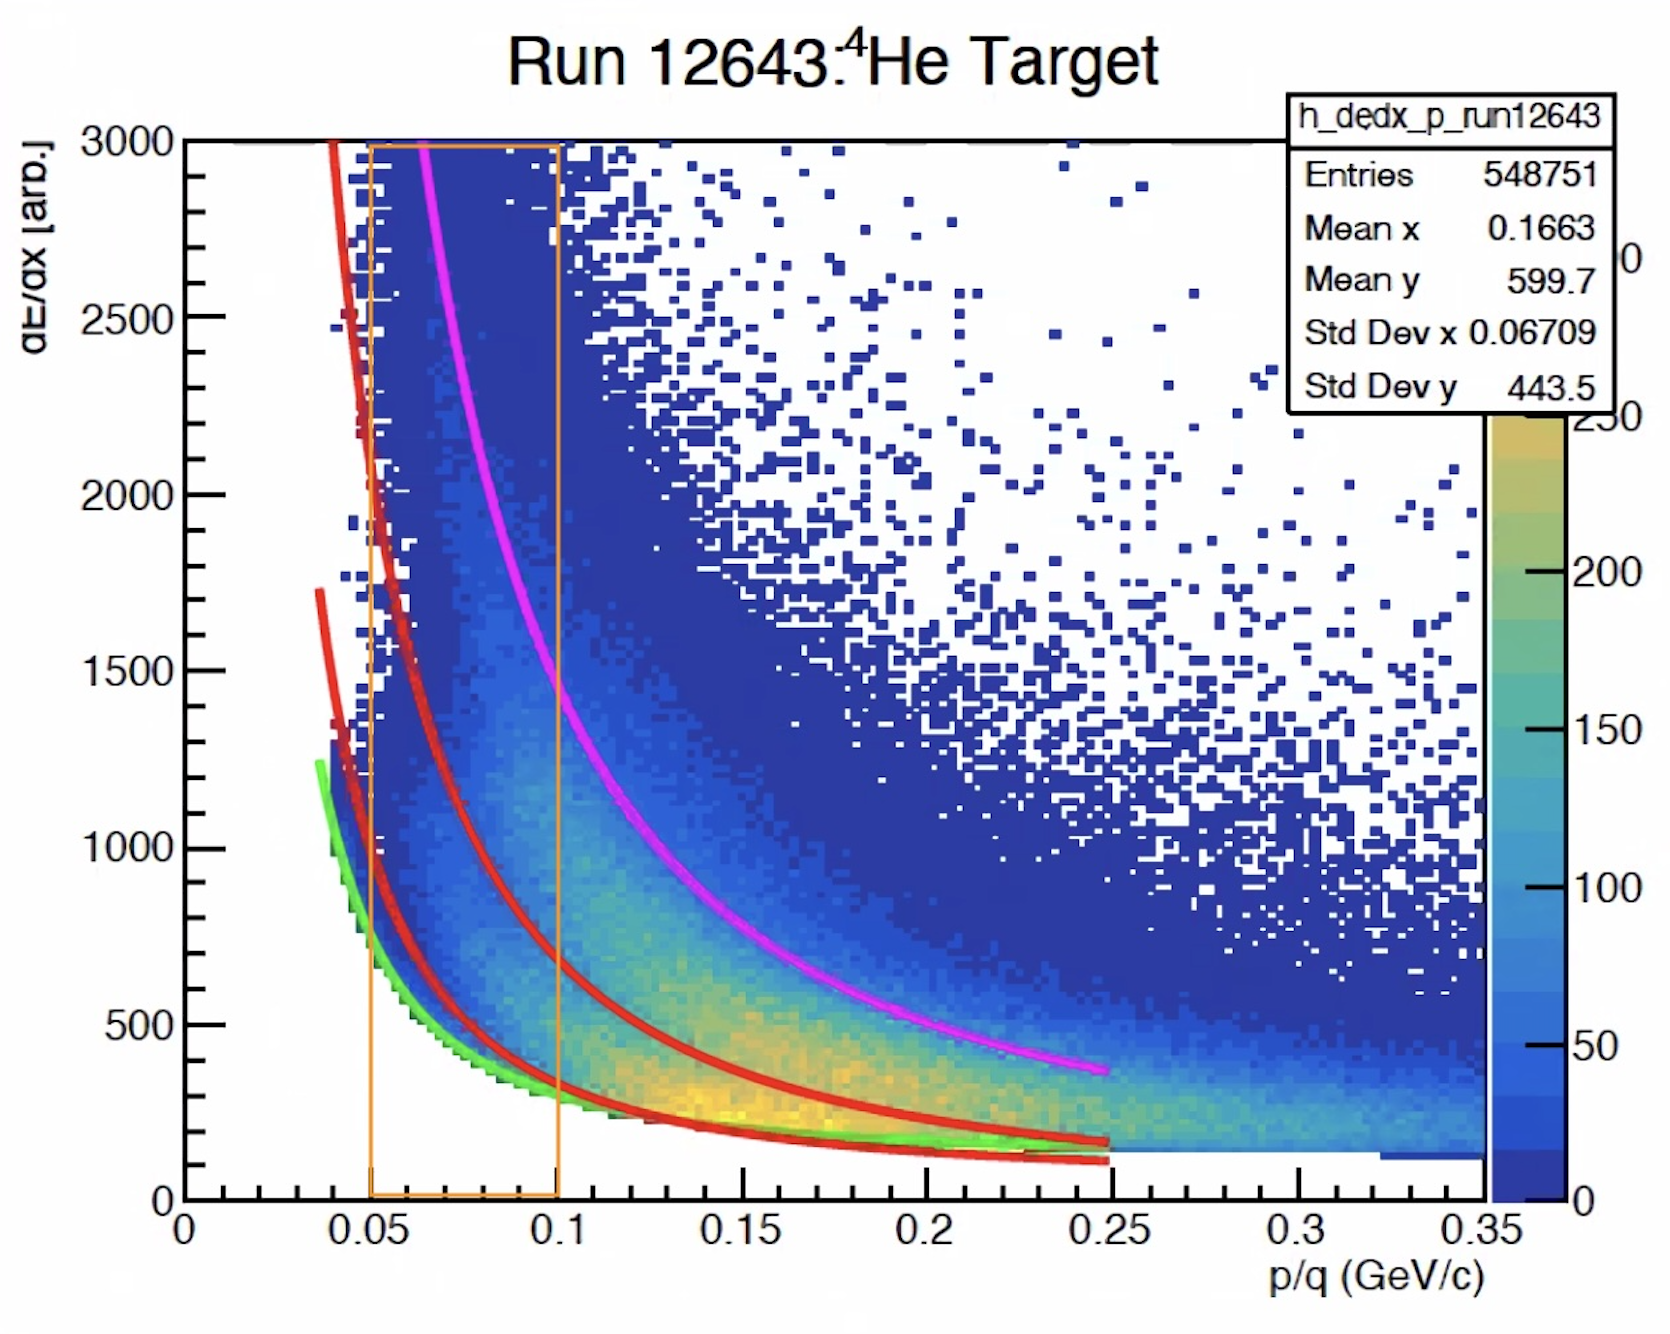 Run 12643:⁴He Target
h_dedx_p_run12643
Entries 548751
Mean x 0.1663
Mean y 599.7
Std Dev x 0.06709
Std Dev y 443.5
dE/dx [arb.]
3000
2500
2000
1500
1000
500
0
0
250
200
150
100
50
0
0 0.05 0.1 0.15 0.2 0.25 0.3 0.35
p/q (GeV/c)